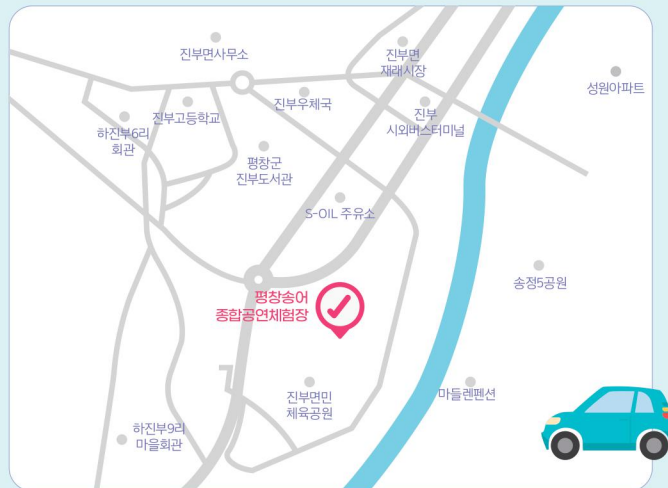 진부면사무소
진부면
재래시장
성원아파트
진부우체국
진부고등학교
하진부6리
회관
진부
시외버스터미널
평창군
진부도서관
S-OIL 주유소
송정5공원
평창송어
종합공연체험장
진부면민
체육공원
마들렌펜션
하진부9리
마을회관